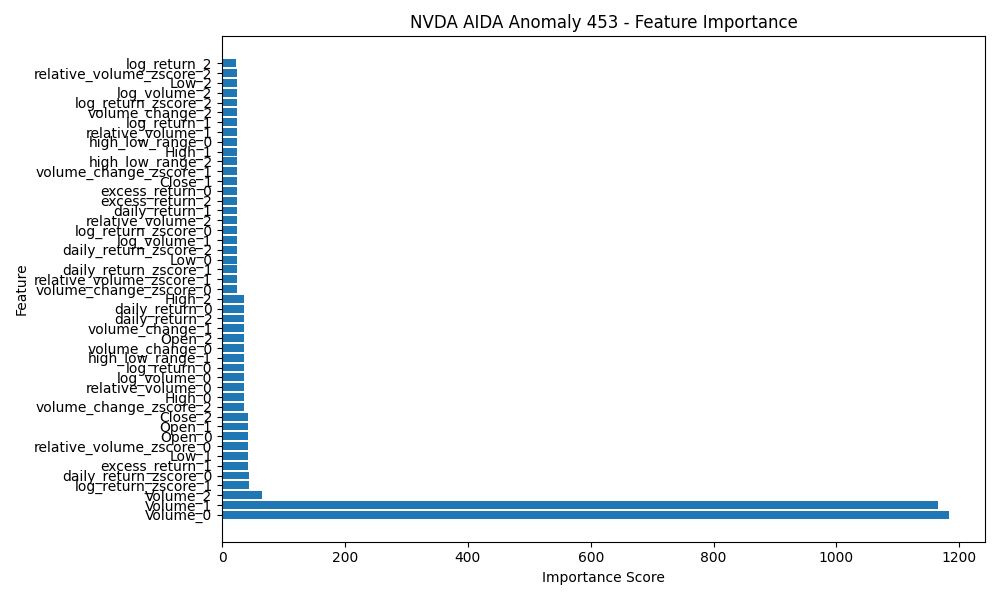 NVDA AIDA Anomaly 453 - Feature Importance
log_return_2
relative_volume_zscore_2
Low_2
log_volume_2
log_return_zscore_2
volume_change_2
log_return_1
relative_volume_1
high_low_range_0
High_1
high_low_range_2
volume_change_zscore_1
Close_1
excess_return_0
excess_return_2
daily_return_1
relative_volume_2
log_return_zscore_0
log_volume_1
daily_return_zscore_2
Low_0
daily_return_zscore_1
relative_volume_zscore_1
volume_change_zscore_0
High_2
daily_return_0
daily_return_2
volume_change_1
Open_2
volume_change_0
high_low_range_1
log_return_0
log_volume_0
relative_volume_0
High_0
volume_change_zscore_2
Close_2
Open_1
Open_0
relative_volume_zscore_0
Low_1
excess_return_1
daily_return_zscore_0
log_return_zscore_1
Volume_2
Volume_1
Volume_0
Feature
0 200 400 600 800 1000 1200
Importance Score